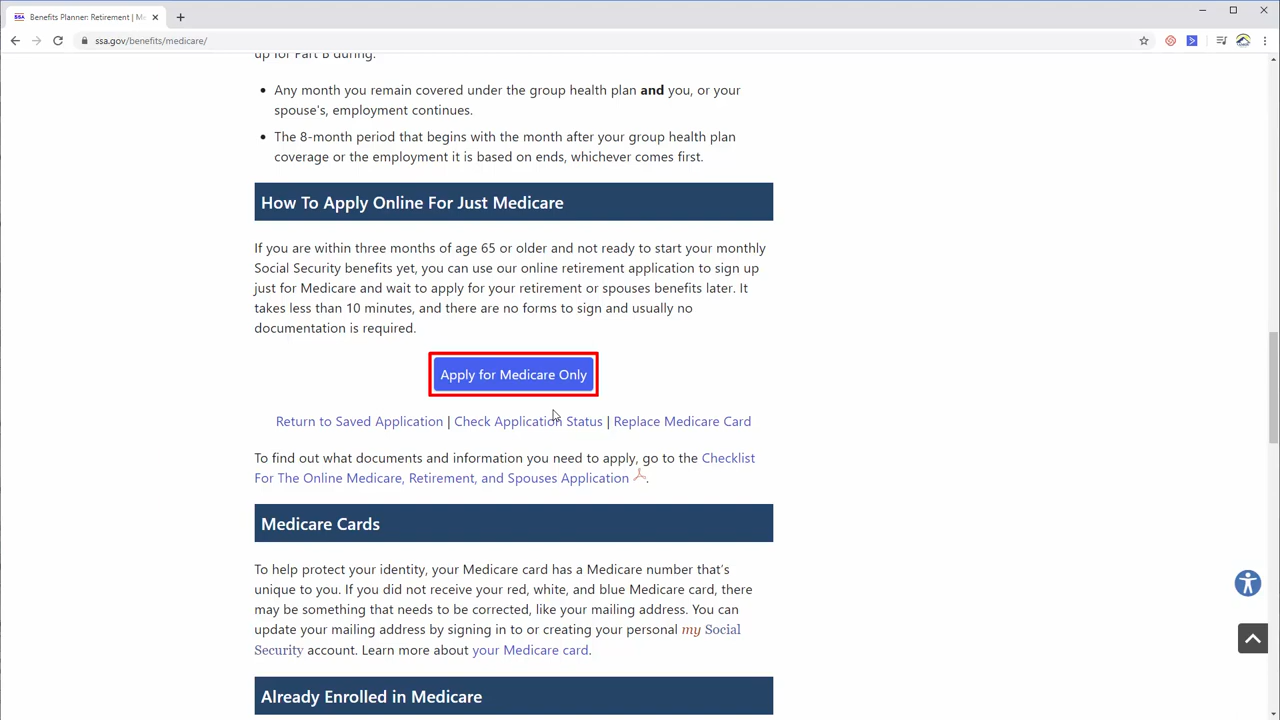 SSA
Benefits Planner: Retirement | Me
ssa.gov/benefits/medicare/
up for Part B during:
• Any month you remain covered under the group health plan and you, or your
spouse's, employment continues.
• The 8-month period that begins with the month after your group health plan
coverage or the employment it is based on ends, whichever comes first.
How To Apply Online For Just Medicare
If you are within three months of age 65 or older and not ready to start your monthly
Social Security benefits yet, you can use our online retirement application to sign up
just for Medicare and wait to apply for your retirement or spouses benefits later. It
takes less than 10 minutes, and there are no forms to sign and usually no
documentation is required.
Apply for Medicare Only
Return to Saved Application | Check Application Status | Replace Medicare Card
To find out what documents and information you need to apply, go to the Checklist
For The Online Medicare, Retirement, and Spouses Application .
Medicare Cards
To help protect your identity, your Medicare card has a Medicare number that’s
unique to you. If you did not receive your red, white, and blue Medicare card, there
may be something that needs to be corrected, like your mailing address. You can
update your mailing address by signing in to or creating your personal my Social
Security account. Learn more about your Medicare card.
Already Enrolled in Medicare